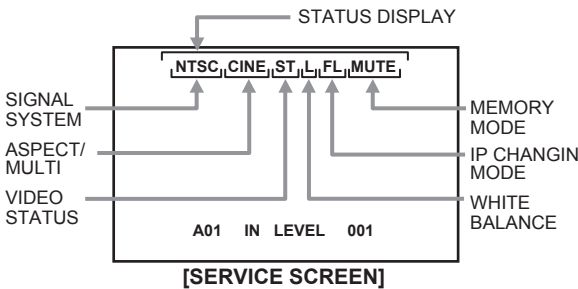 STATUS DISPLAY
NTSC CINE ST L FL MUTE
SIGNAL
SYSTEM
ASPECT/
MULTI
VIDEO
STATUS
MEMORY
MODE
IP CHANGIN
MODE
WHITE
BALANCE
A01 IN LEVEL 001
[SERVICE SCREEN]